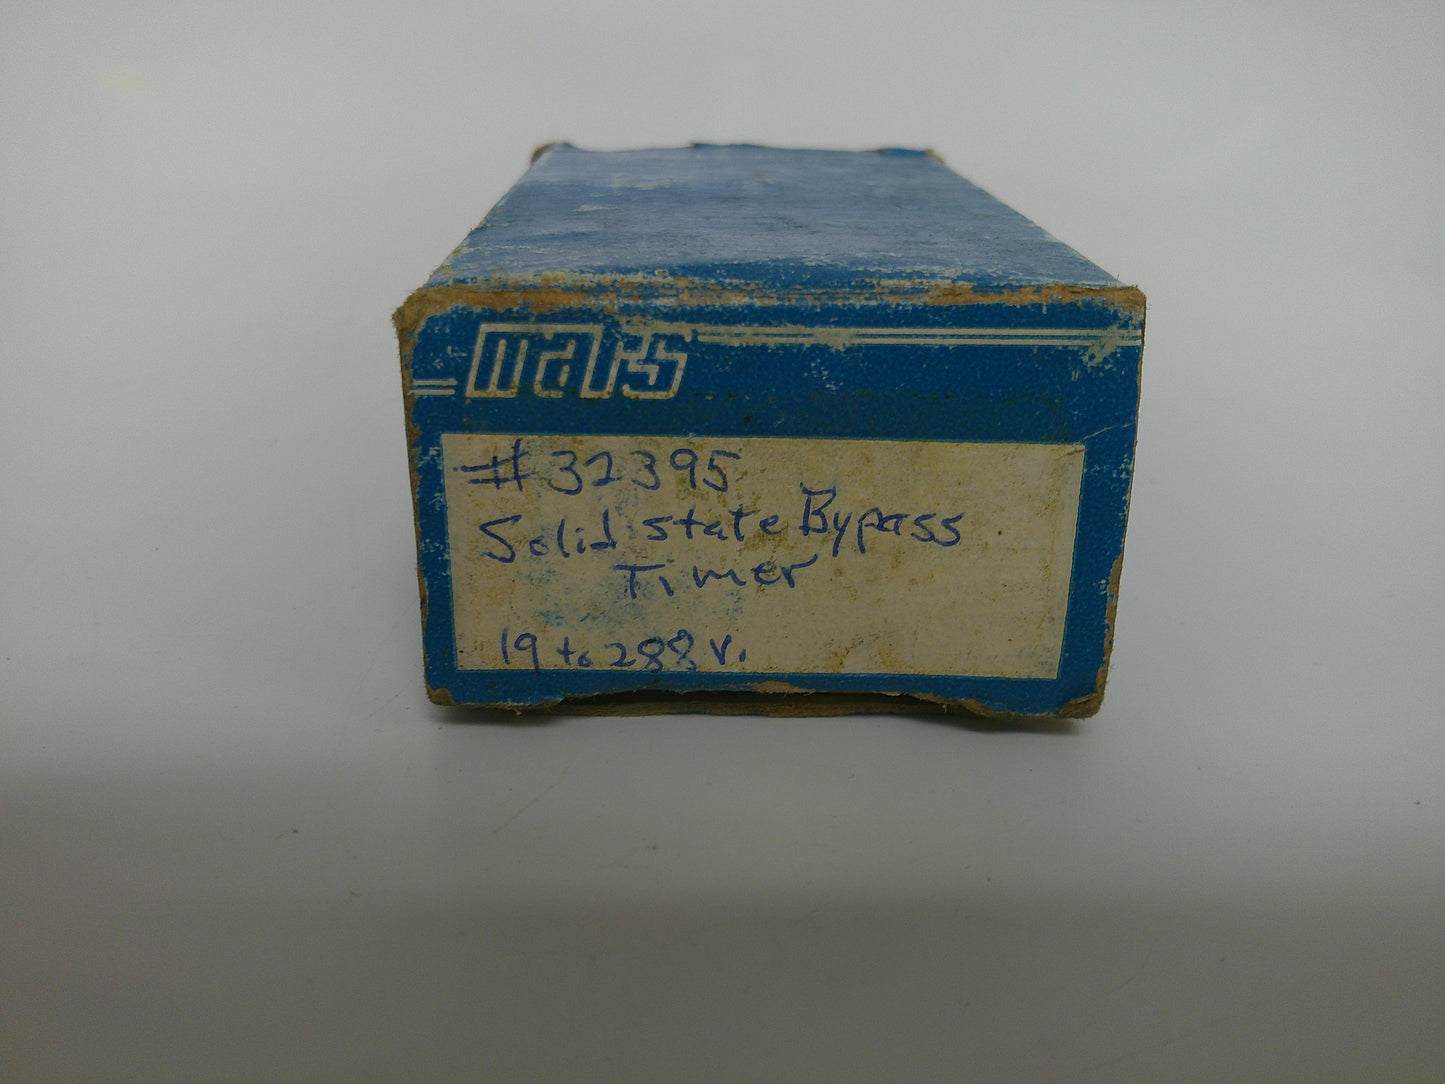 mars
#32395
Solid state Bypass
Timer
19 to 288 v.